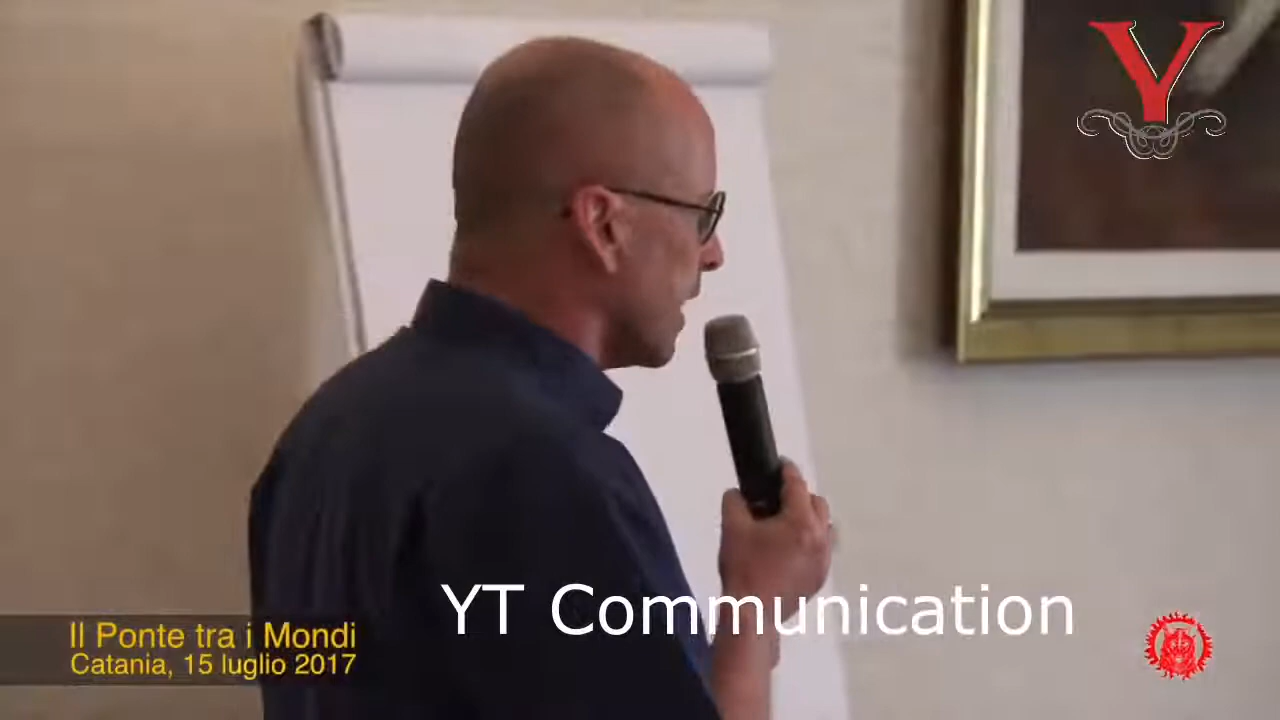 Y
YT Communication
Il Ponte tra i Mondi
Catania, 15 luglio 2017